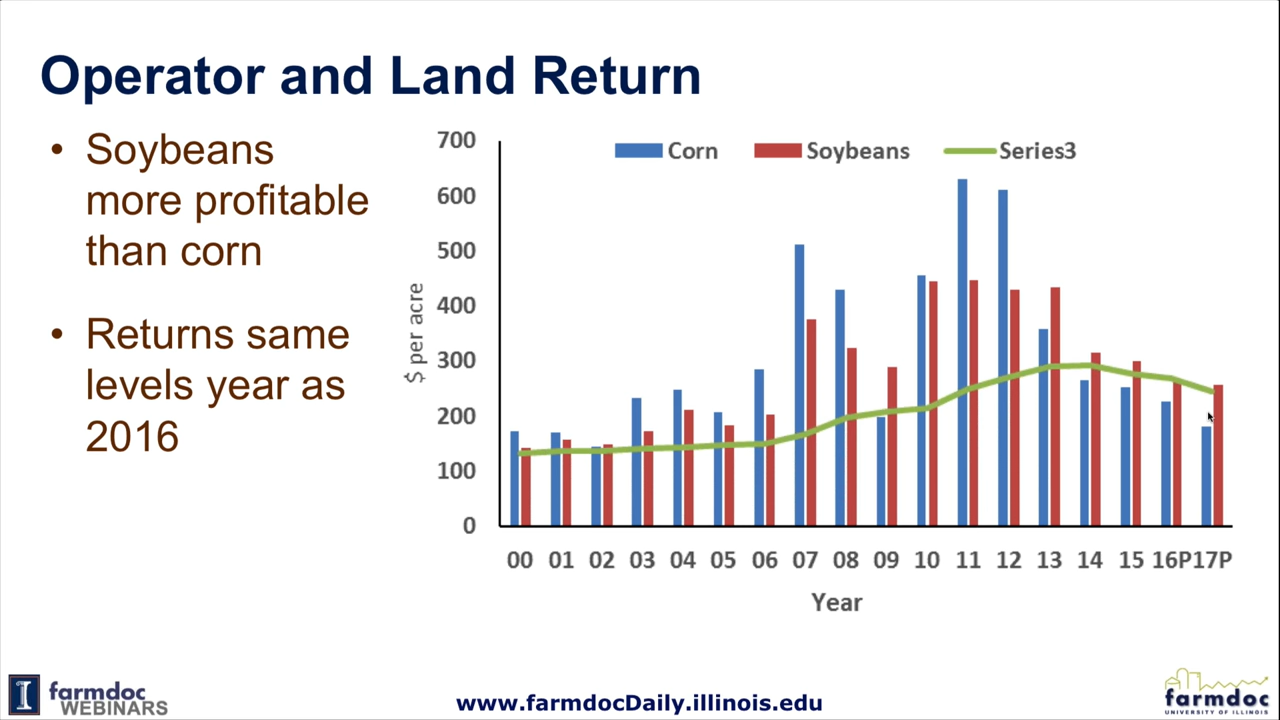 Operator and Land Return
• Soybeans
more profitable
than corn
• Returns same
levels year as
2016
Corn Soybeans Series3
700
600
500
400
300
200
100
0
$ per acre
00 01 02 03 04 05 06 07 08 09 10 11 12 13 14 15 16P 17P
Year
I farmdoc
WEBINARS
www.farmdocDaily.illinois.edu
farmdoc
UNIVERSITY OF ILLINOIS